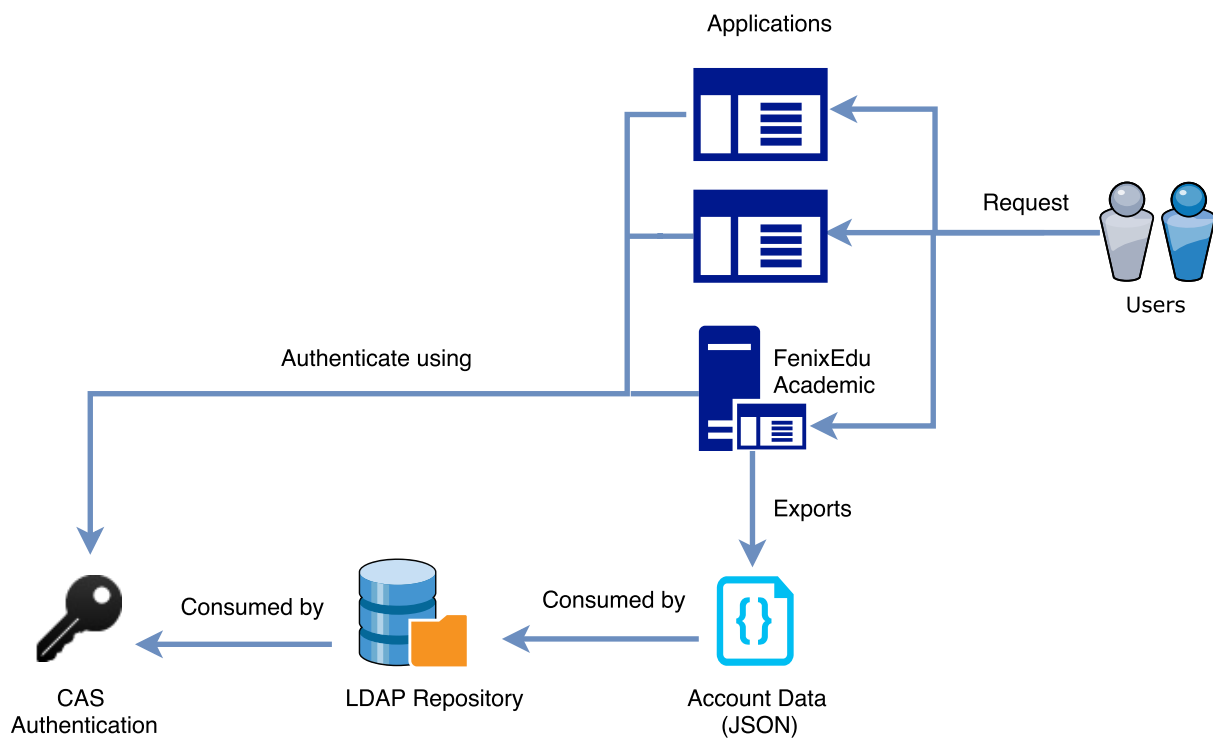 Applications
Request
Users
Authenticate using
FenixEdu
Academic
Exports
Consumed by
Consumed by
{}
CAS
Authentication
LDAP Repository
Account Data
(JSON)